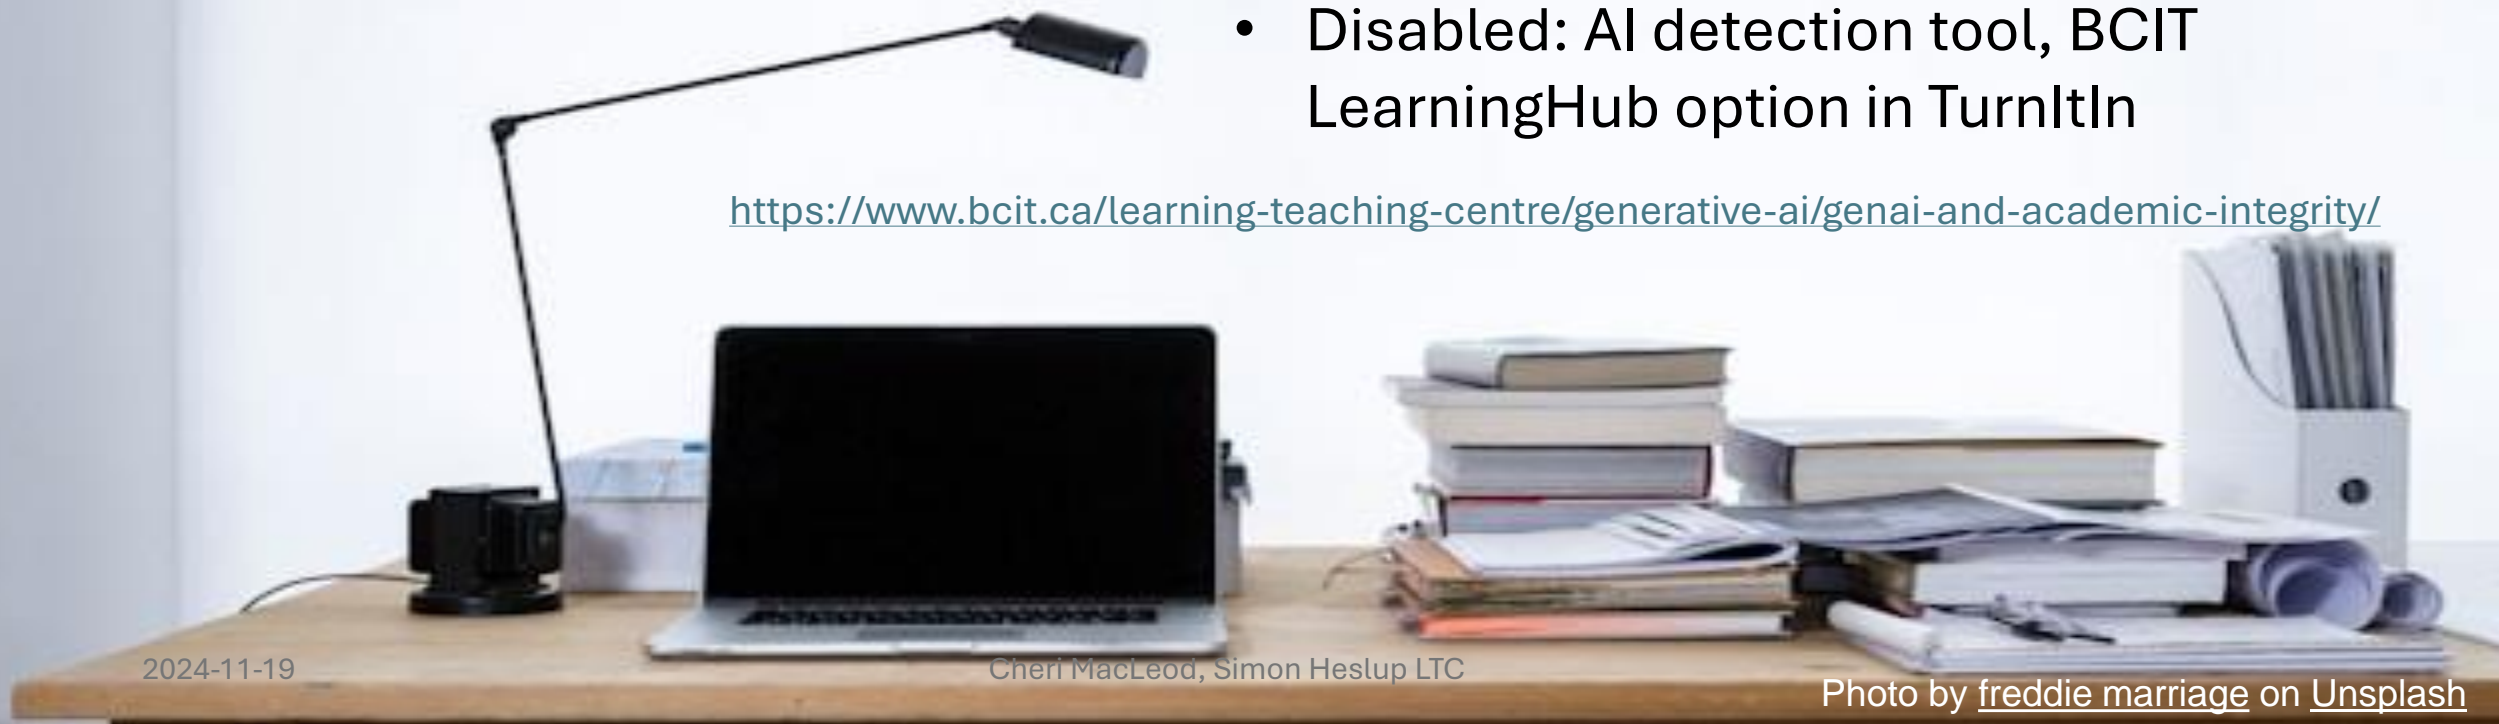 • Disabled: AI detection tool, BCIT
LearningHub option in TurnItIn
https://www.bcit.ca/learning-teaching-centre/generative-ai/genai-and-academic-integrity/
2024-11-19
Cheri MacLeod, Simon Heslup LTC
Photo by freddie marriage on Unsplash